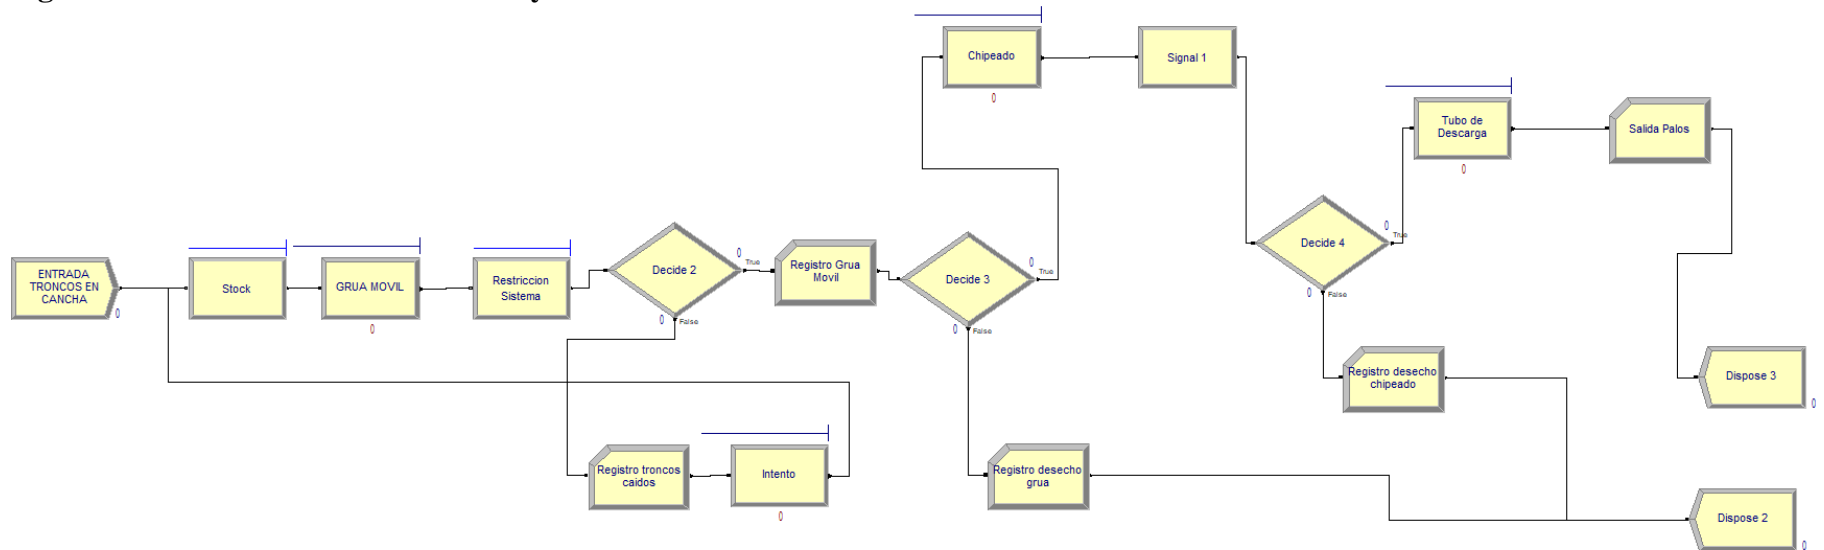 Chipeado
0
Signal 1
Tubo de
Descarga
0
Salida Palos
ENTRADA
TRONCOS EN
CANCHA
0
Stock
GRUA MOVIL
0
Restriccion
Sistema
Decide 2
0
True
0
False
Registro Grua
Movil
Decide 3
0
True
0
False
Decide 4
0
True
0
False
Registro desecho
chipeado
Dispose 3
0
Registro troncos
caidos
Intento
0
Registro desecho
grua
Dispose 2
0